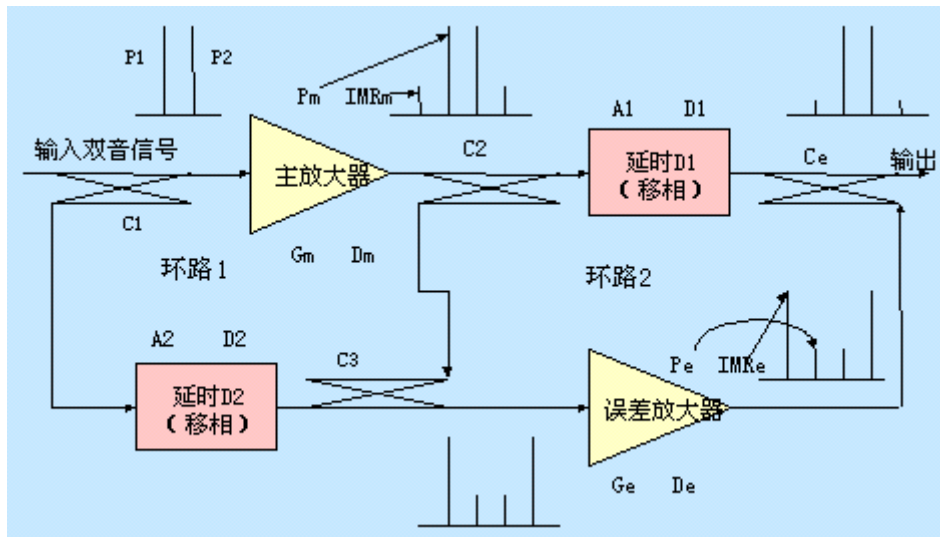 P1
P2
Pm
IMRm
A1
D1
输入双音信号
主放大器
C2
延时D1
(移相)
Ce
输出
C1
Gm
Dm
环路1
环路2
A2
D2
C3
Pe
IMRe
延时D2
(移相)
误差放大器
Ge
De